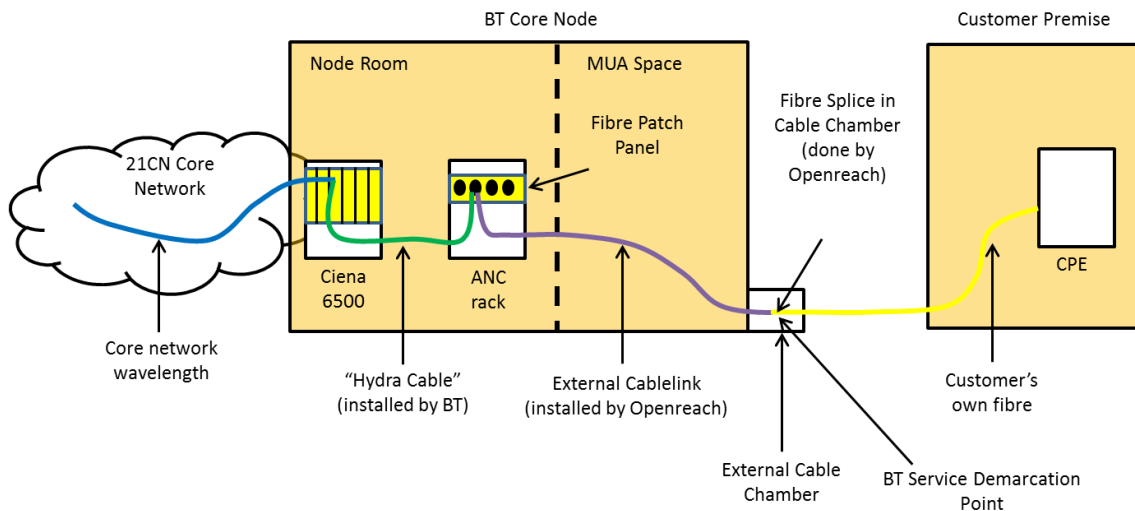 BT Core Node
Customer Premise
Node Room
MUA Space
Fibre Splice in
Cable Chamber
(done by
Openreach)
Fibre Patch
Panel
21CN Core
Network
Ciena
6500
ANC
rack
CPE
Core network
wavelength
“Hydra Cable”
(installed by BT)
External Cablelink
(installed by Openreach)
Customer’s
own fibre
External Cable
Chamber
BT Service Demarcation
Point